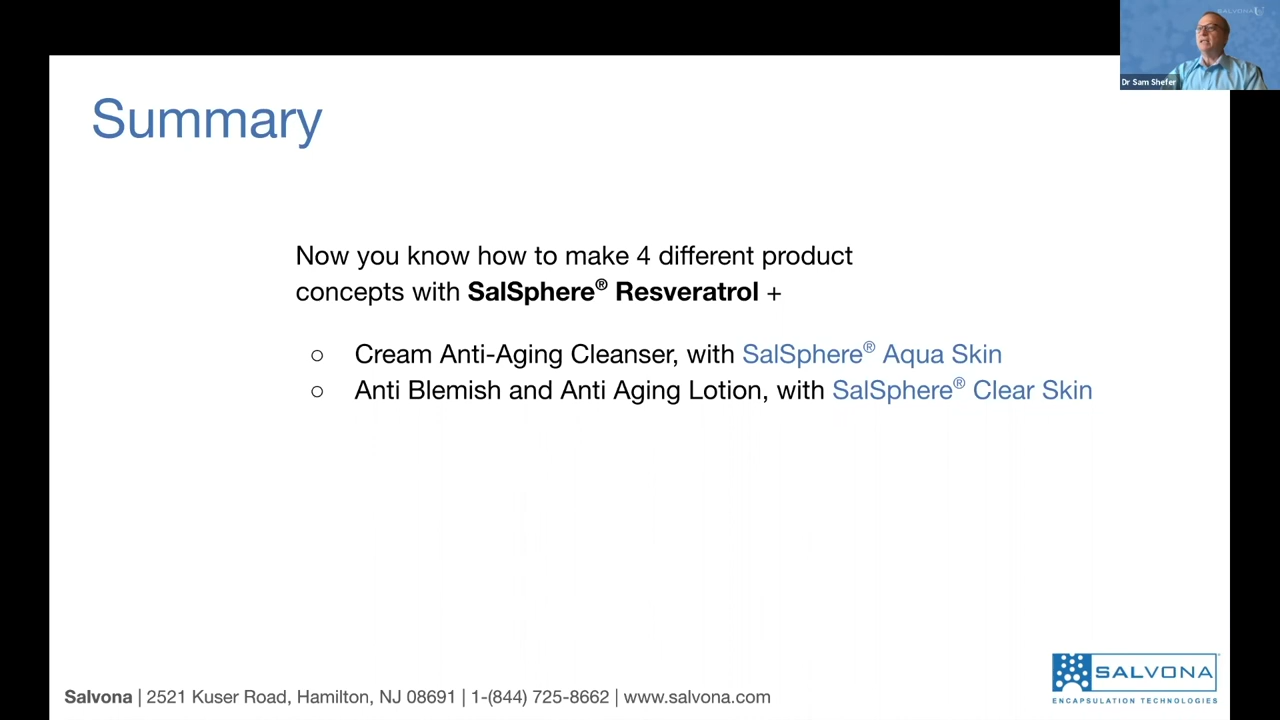 SALVONA U
Dr Sam Shefer
Summary
Now you know how to make 4 different product
concepts with SalSphere® Resveratrol +
○ Cream Anti-Aging Cleanser, with SalSphere® Aqua Skin
○ Anti Blemish and Anti Aging Lotion, with SalSphere® Clear Skin
Salvona | 2521 Kuser Road, Hamilton, NJ 08691 | 1-(844) 725-8662 | www.salvona.com
SALVONA
ENCAPSULATION TECHNOLOGIES